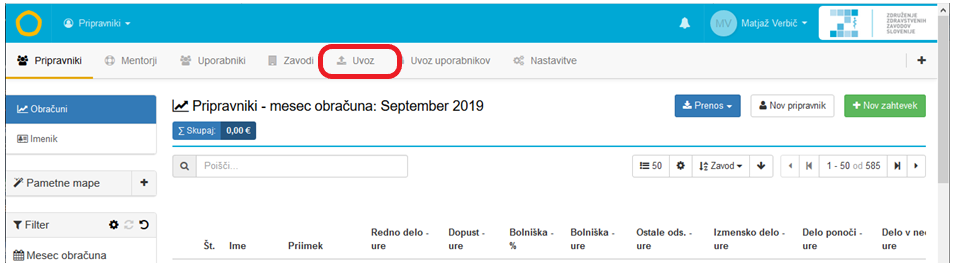 Pripravniki
MV Matjaž Verbič
ZDRUŽENJE
ZDRAVSTVENIH
ZAVODOV
SLOVENIJE
Pripravniki Mentorji Uporabniki Zavodi Uvoz Uvoz uporabnikov Nastavitve
Obračuni
Imenik
Pametne mape
Filter
Mesec obračuna
Pripravniki - mesec obračuna: September 2019
Prenos Nov pripravnik + Nov zahtevek
∑ Skupaj: 0,00 €
Poišči...
50 Zavod 1 - 50 od 585
Št. Ime Priimek Redno delo - ure Dopust - ure Bolniška - % Bolniška - ure Ostale ods. - ure Izmensko delo - ure Delo ponoči - ure Delo v ne ure